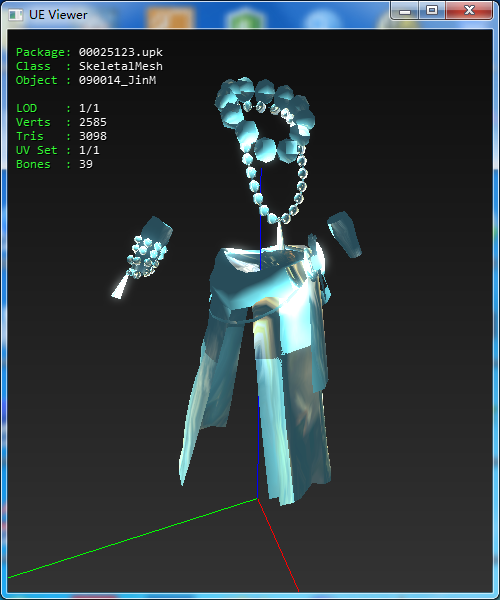 UE Viewer
Package: 00025123.upk
Class : SkeletalMesh
Object : 090014_JinM
LOD : 1/1
Verts : 2585
Tris : 3098
UV Set : 1/1
Bones : 39